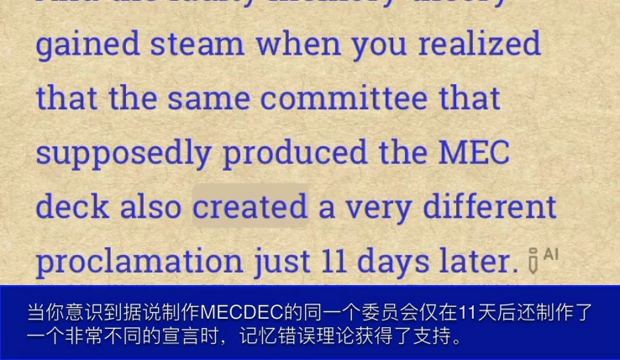 gained steam when you realized
that the same committee that
supposedly produced the MEC
deck also created a very different
proclamation just 11 days later. AI
当你意识到据说制作MECDEC的同一个委员会仅在11天后还制作了
一个非常不同的宣言时，记忆错误理论获得了支持。